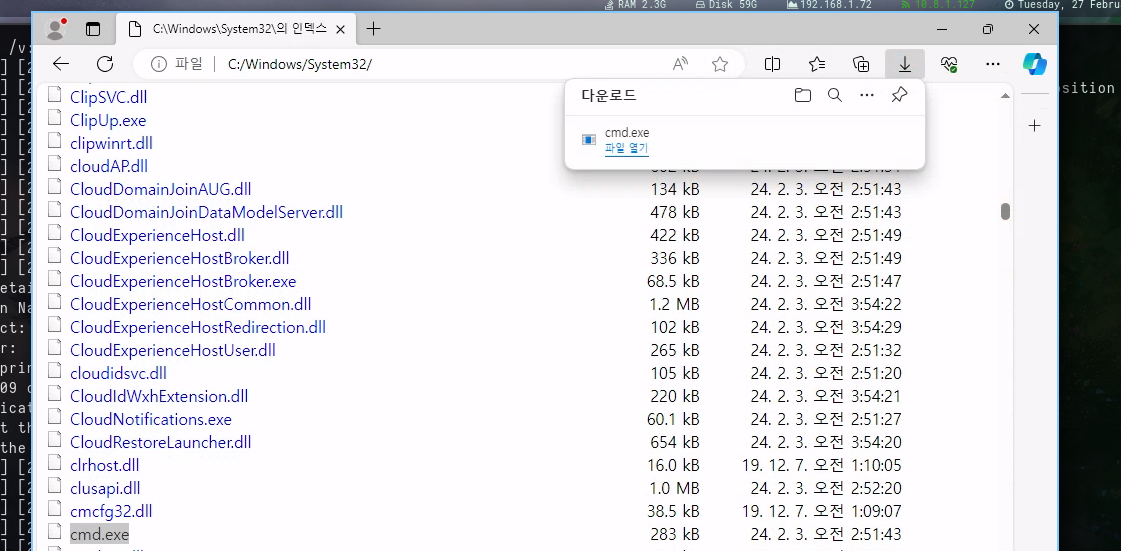 RAM 2.3G Disk 59G 192.168.1.72 10.8.1.127 Tuesday, 27 Febru
C:\Windows\System32\의 인덱스
파일 C:/Windows/System32/
/v:
osition
다운로드
cmd.exe
파일 열기
ClipSVC.dll
ClipUp.exe
clipwinrt.dll
cloudAP.dll
CloudDomainJoinAUG.dll 134 kB 24. 2. 3. 오전 2:51:43
CloudDomainJoinDataModelServer.dll 478 kB 24. 2. 3. 오전 2:51:43
CloudExperienceHost.dll 422 kB 24. 2. 3. 오전 2:51:49
CloudExperienceHostBroker.dll 336 kB 24. 2. 3. 오전 2:51:49
CloudExperienceHostBroker.exe 68.5 kB 24. 2. 3. 오전 2:51:47
CloudExperienceHostCommon.dll 1.2 MB 24. 2. 3. 오전 3:54:22
CloudExperienceHostRedirection.dll 102 kB 24. 2. 3. 오전 3:54:29
CloudExperienceHostUser.dll 265 kB 24. 2. 3. 오전 2:51:32
cloudidsvc.dll 105 kB 24. 2. 3. 오전 2:51:20
CloudIdWxhExtension.dll 220 kB 24. 2. 3. 오전 3:54:21
CloudNotifications.exe 60.1 kB 24. 2. 3. 오전 2:51:27
CloudRestoreLauncher.dll 654 kB 24. 2. 3. 오전 3:54:20
clrhost.dll 16.0 kB 19. 12. 7. 오전 1:10:05
clusapi.dll 1.0 MB 24. 2. 3. 오전 2:52:20
cmcfg32.dll 38.5 kB 19. 12. 7. 오전 1:09:07
cmd.exe 283 kB 24. 2. 3. 오전 2:51:43
etai
n Na
ct:
r:
prin
09 
icat
t th
the